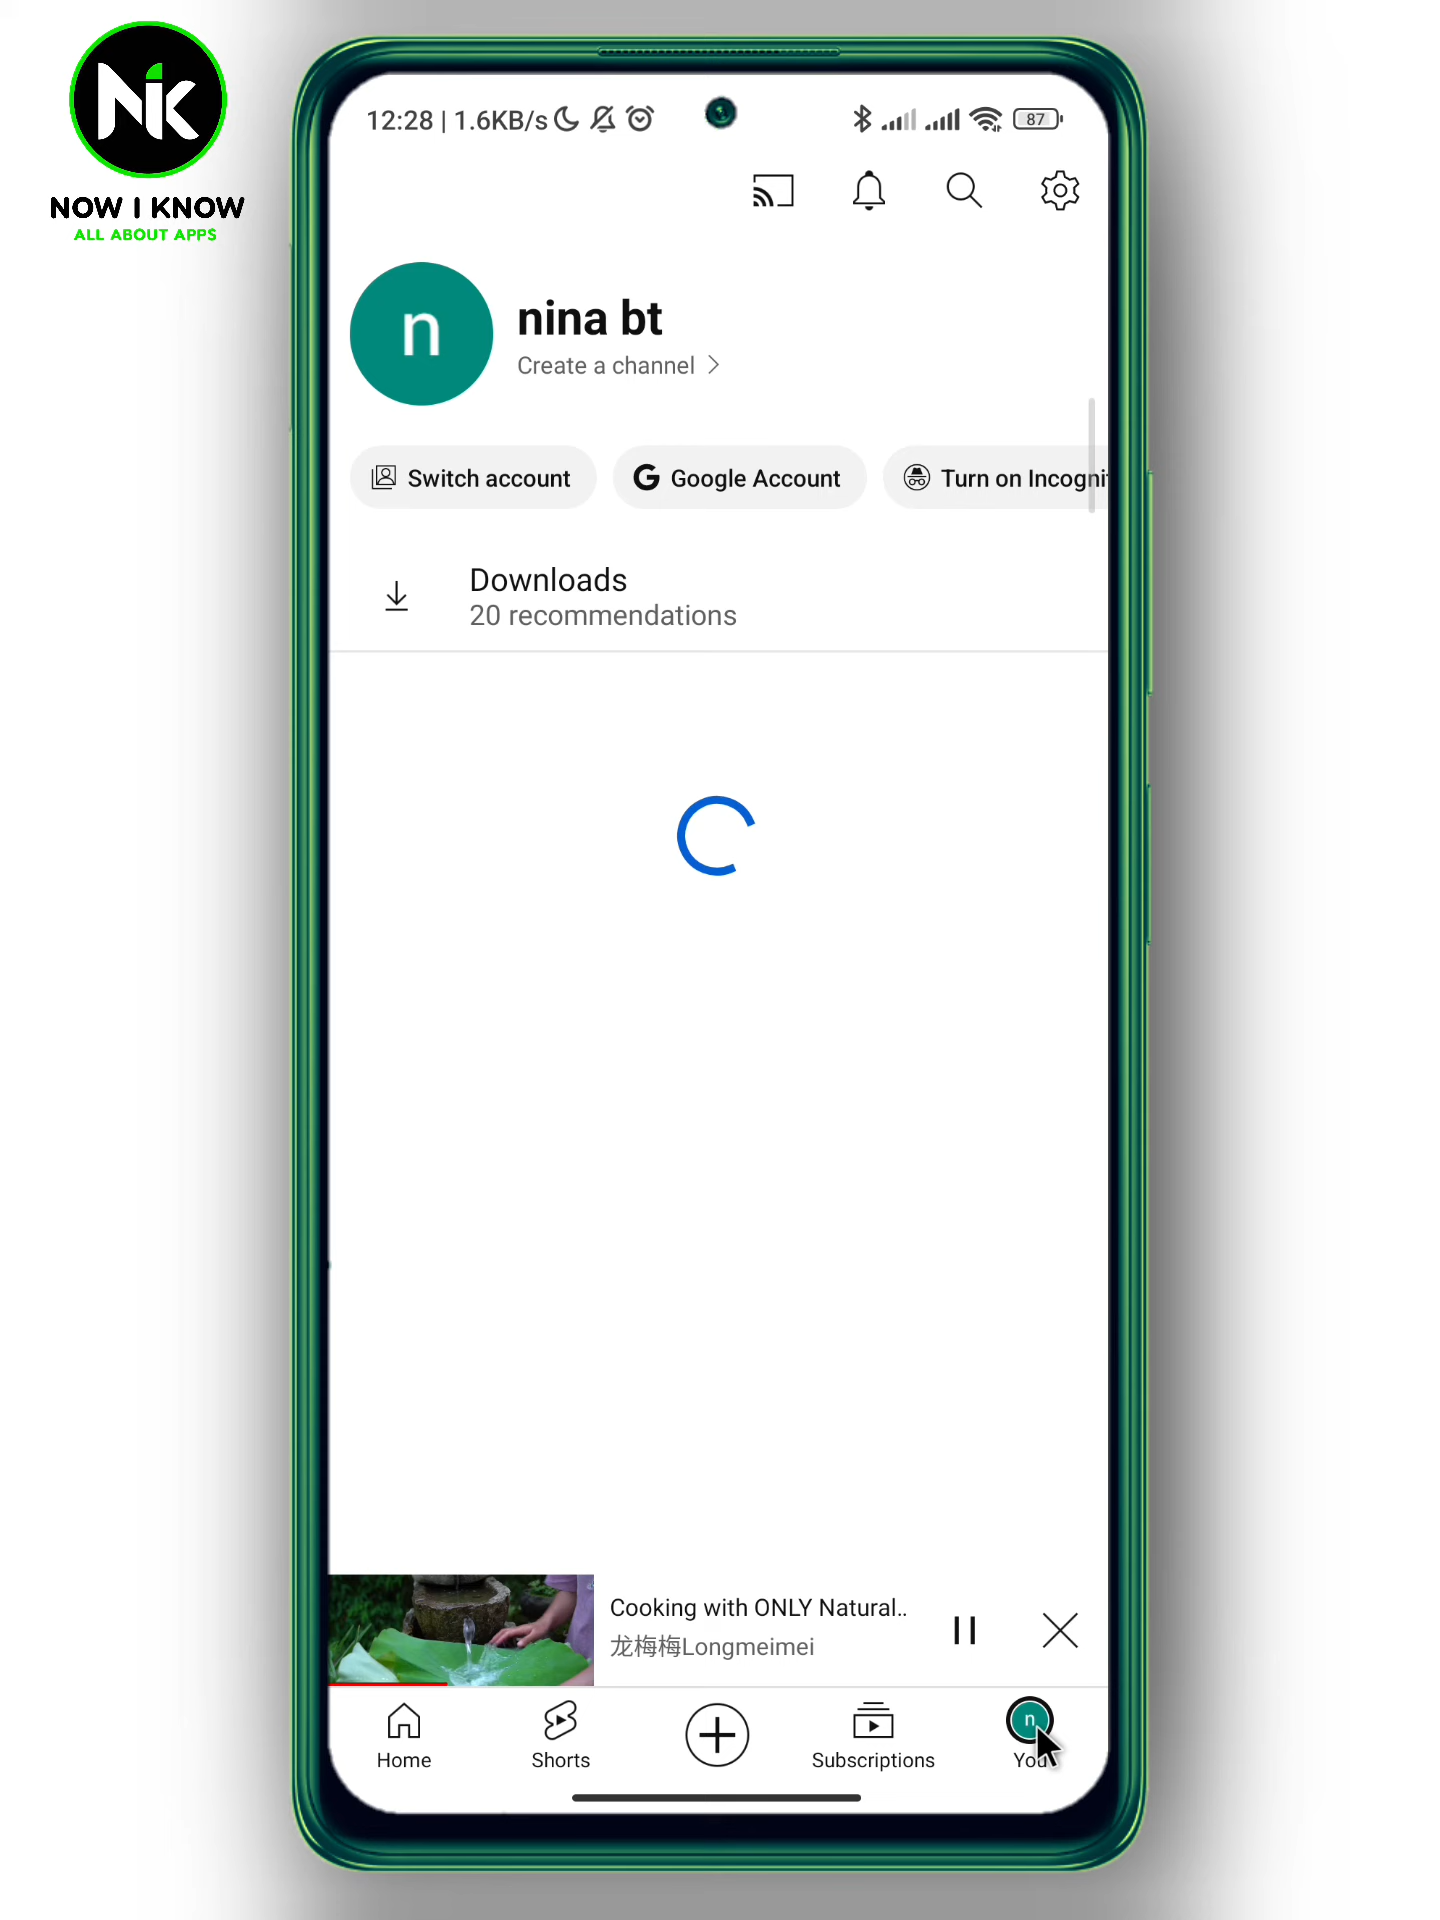 NiK
NOW I KNOW
ALL ABOUT APPS
12:28 | 1.6KB/s
87
n
nina bt
Create a channel
Switch account
Google Account
Turn on Incogni
Downloads
20 recommendations
Cooking with ONLY Natural..
龙梅梅Longmeimei
n
Home
Shorts
Subscriptions
You